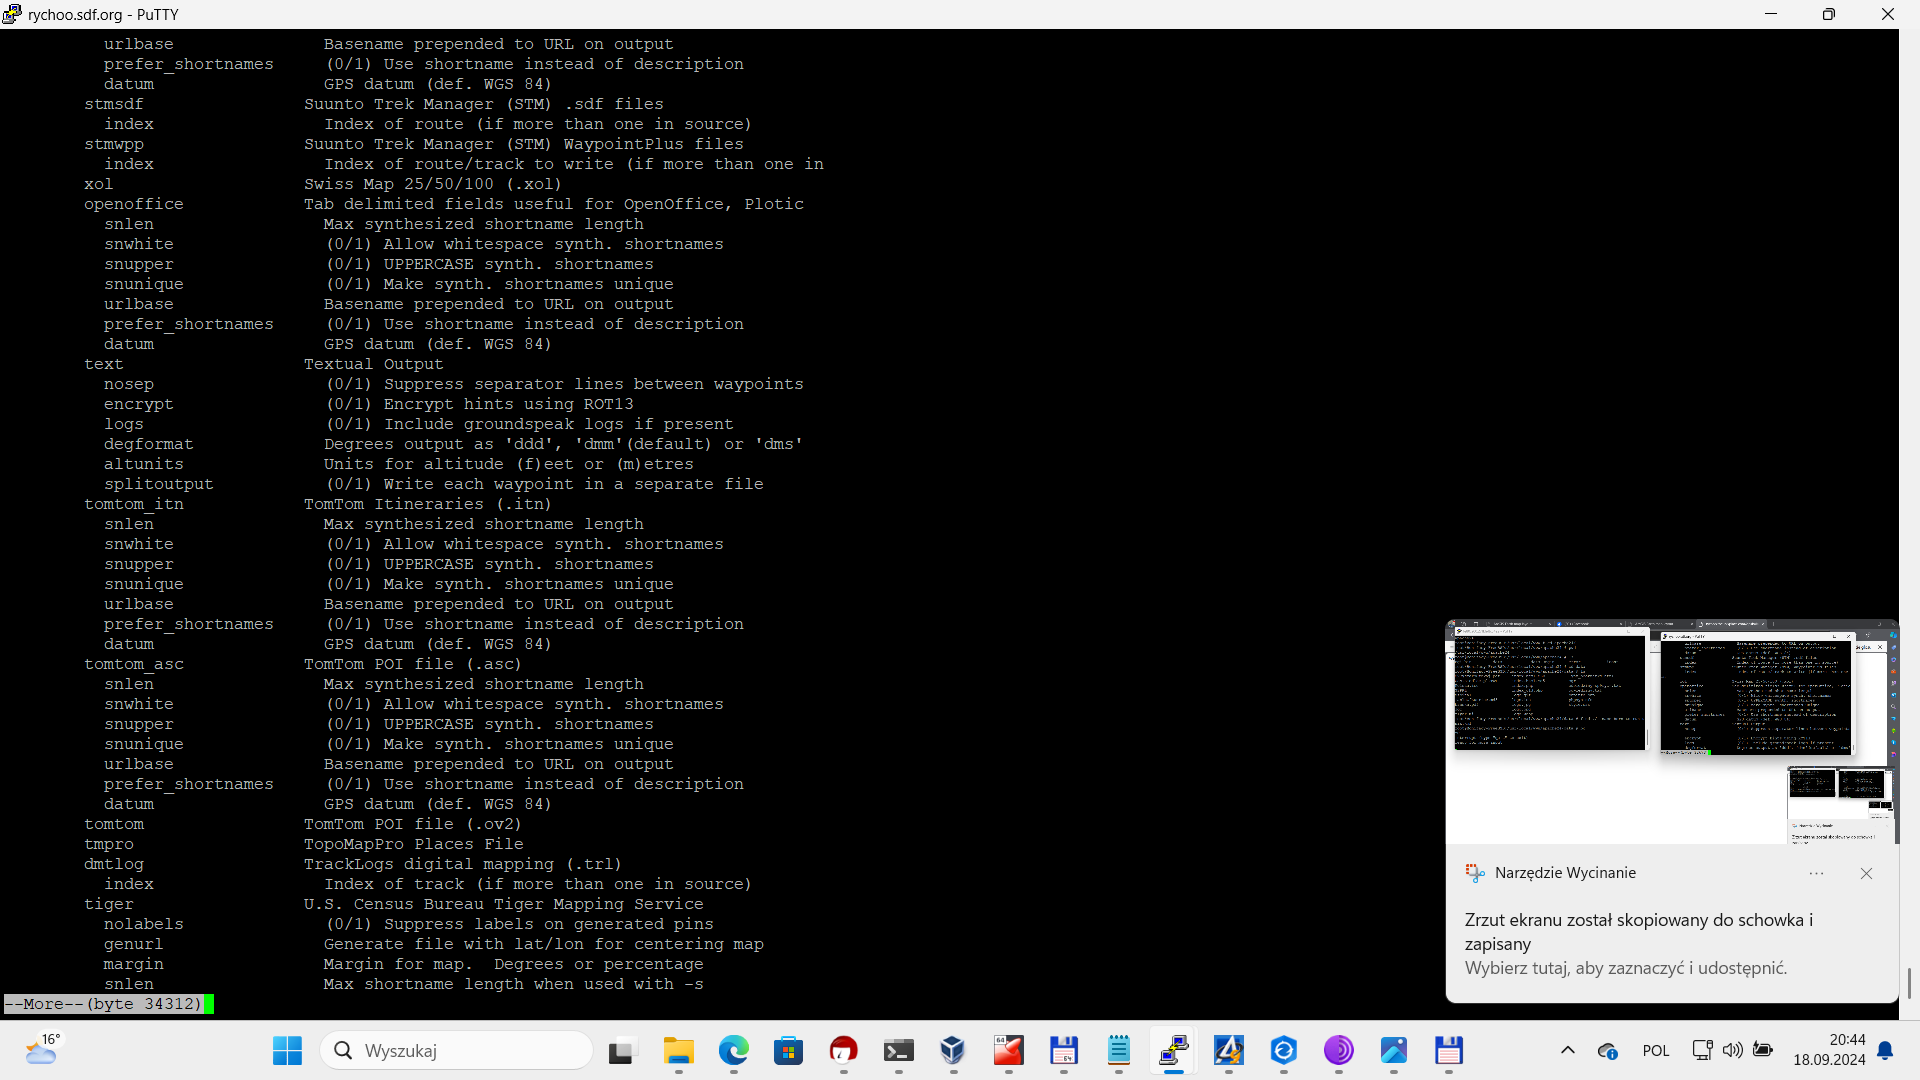 rychoo.sdf.org - PuTTY
urlbase Basename prepended to URL on output
prefer_shortnames (0/1) Use shortname instead of description
datum GPS datum (def. WGS 84)
stmsdf Suunto Trek Manager (STM) .sdf files
index Index of route (if more than one in source)
stmwpp Suunto Trek Manager (STM) WaypointPlus files
index Index of route/track to write (if more than one in
xol Swiss Map 25/50/100 (.xol)
openoffice Tab delimited fields useful for OpenOffice, Plotic
snlen Max synthesized shortname length
snwhite (0/1) Allow whitespace synth. shortnames
snupper (0/1) UPPERCASE synth. shortnames
snunique (0/1) Make synth. shortnames unique
urlbase Basename prepended to URL on output
prefer_shortnames (0/1) Use shortname instead of description
datum GPS datum (def. WGS 84)
text Textual Output
nosep (0/1) Suppress separator lines between waypoints
encrypt (0/1) Encrypt hints using ROT13
logs (0/1) Include groundspeak logs if present
degformat Degrees output as 'ddd', 'dmm'(default) or 'dms'
altunits Units for altitude (f)eet or (m)etres
splitoutput (0/1) Write each waypoint in a separate file
tomtom_itn TomTom Itineraries (.itn)
snlen Max synthesized shortname length
snwhite (0/1) Allow whitespace synth. shortnames
snupper (0/1) UPPERCASE synth. shortnames
snunique (0/1) Make synth. shortnames unique
urlbase Basename prepended to URL on output
prefer_shortnames (0/1) Use shortname instead of description
datum GPS datum (def. WGS 84)
tomtom_asc TomTom POI file (.asc)
snlen Max synthesized shortname length
snwhite (0/1) Allow whitespace synth. shortnames
snupper (0/1) UPPERCASE synth. shortnames
snunique (0/1) Make synth. shortnames unique
urlbase Basename prepended to URL on output
prefer_shortnames (0/1) Use shortname instead of description
datum GPS datum (def. WGS 84)
tomtom TomTom POI file (.ov2)
tmpro TopoMapPro Places File
dmtlog TrackLogs digital mapping (.trl)
index Index of track (if more than one in source)
tiger U.S. Census Bureau Tiger Mapping Service
nolabels (0/1) Suppress labels on generated pins
genurl Generate file with lat/lon for centering map
margin Margin for map.  Degrees or percentage
snlen Max shortname length when used with -s
--More--(byte 34312)
Narzędzie Wycinanie
Zrzut ekranu został skopiowany do schowka i
zapisany
Wybierz tutaj, aby zaznaczyć i udostępnić.
16°
Wyszukaj
POL
20:44
18.09.2024